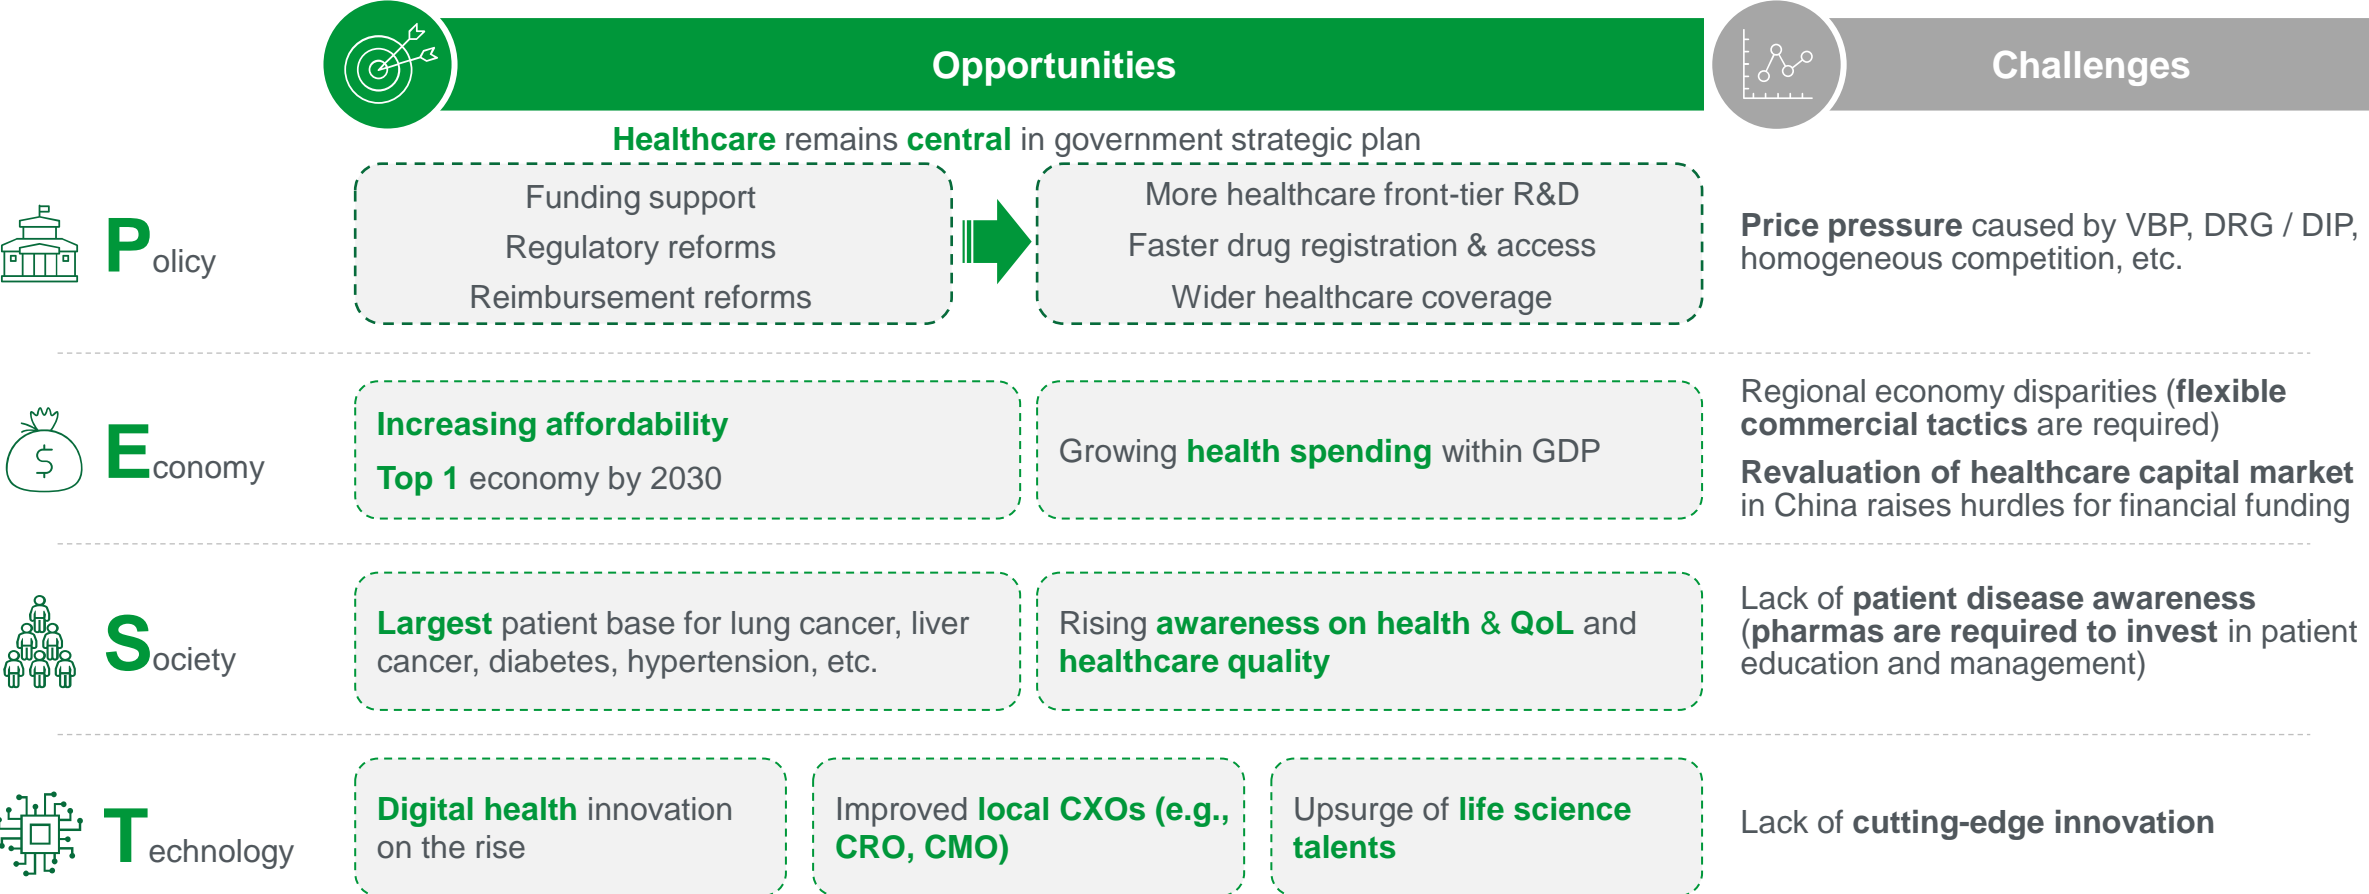 Opportunities
Challenges
Healthcare remains central in government strategic plan
Policy
Funding support
Regulatory reforms
Reimbursement reforms
More healthcare front-tier R&D
Faster drug registration & access
Wider healthcare coverage
Price pressure caused by VBP, DRG / DIP,
homogeneous competition, etc.
$
Economy
Increasing affordability
Top 1 economy by 2030
Growing health spending within GDP
Regional economy disparities (flexible
commercial tactics are required)
Revaluation of healthcare capital market
in China raises hurdles for financial funding
Society
Largest patient base for lung cancer, liver
cancer, diabetes, hypertension, etc.
Rising awareness on health & QoL and
healthcare quality
Lack of patient disease awareness
(pharmas are required to invest in patient
education and management)
Technology
Digital health innovation
on the rise
Improved local CXOs (e.g.,
CRO, CMO)
Upsurge of life science
talents
Lack of cutting-edge innovation